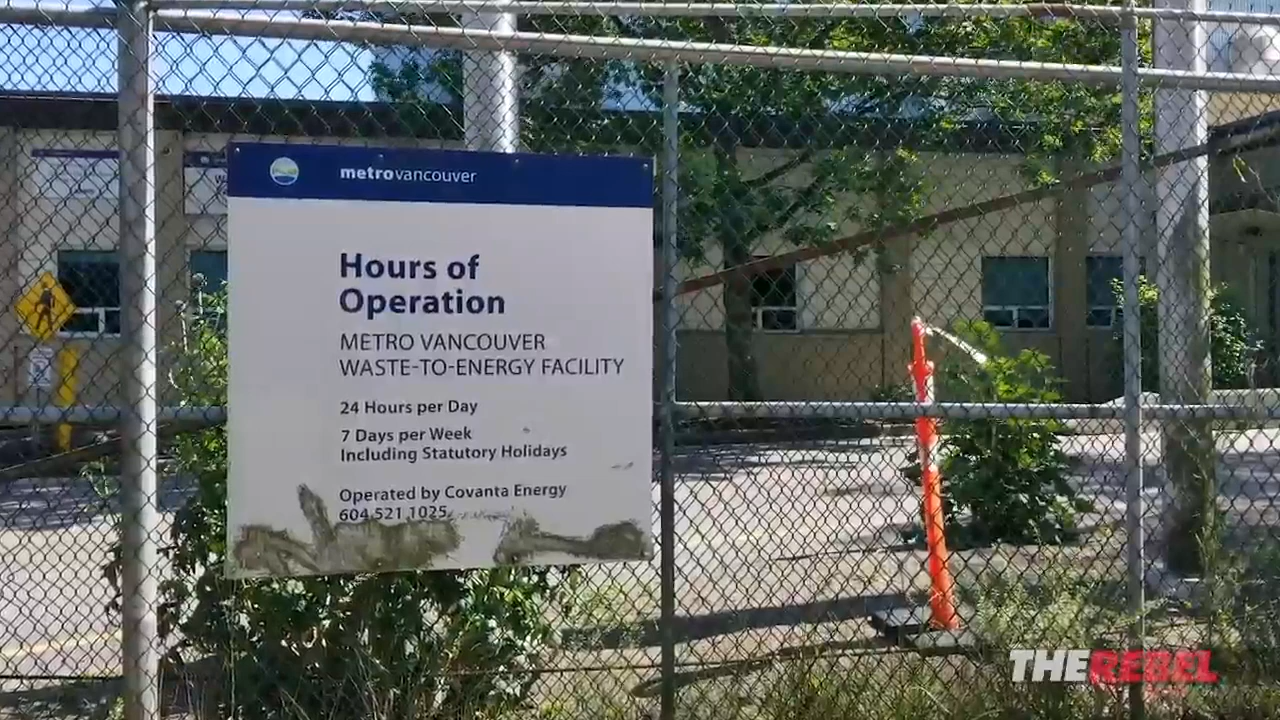 metrovancouver
Hours of
Operation
METRO VANCOUVER
WASTE-TO-ENERGY FACILITY
24 Hours per Day
7 Days per Week
Including Statutory Holidays
Operated by Covanta Energy
604 521 1025
THEREBEL